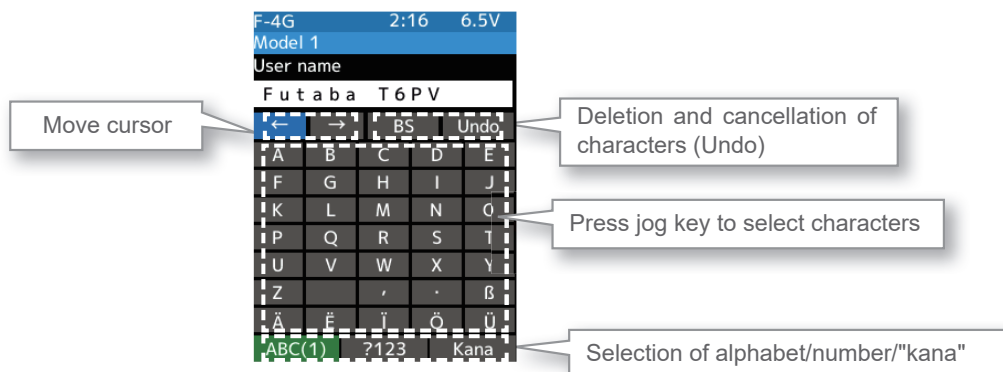 F-4G 2:16 6.5V
Model 1
User name
Futaba T6PV
← → BS Undo
A B C D E
F G H I J
K L M N O
P Q R S T
U V W X Y
Z , · ß
Ä Ë Ï Ö Ü
ABC(1) ?123 Kana
Move cursor
Deletion and cancellation of
characters (Undo)
Press jog key to select characters
Selection of alphabet/number/"kana"